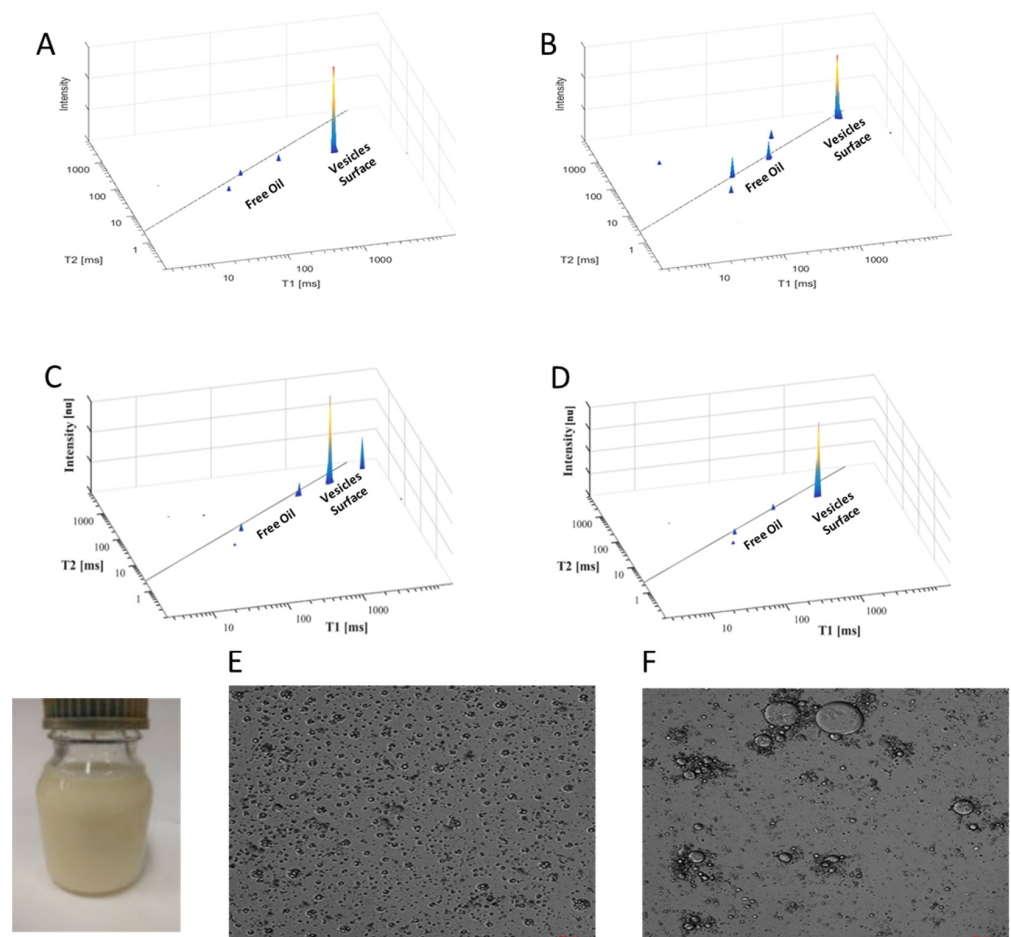 A
Intensity
1000
100
10
1
T2 [ms]
10
100
1000
T1 [ms]
Free Oil
Vesicles
Surface
B
Intensity
1000
100
10
1
T2 [ms]
10
100
1000
T1 [ms]
Free Oil
Vesicles
Surface
C
Intensity [nu]
1000
100
10
1
T2 [ms]
10
100
1000
T1 [ms]
Free Oil
Vesicles
Surface
D
Intensity[nu]
1000
100
10
1
T2 [ms]
10
100
1000
T1 [ms]
Free Oil
Vesicles
Surface
E
F